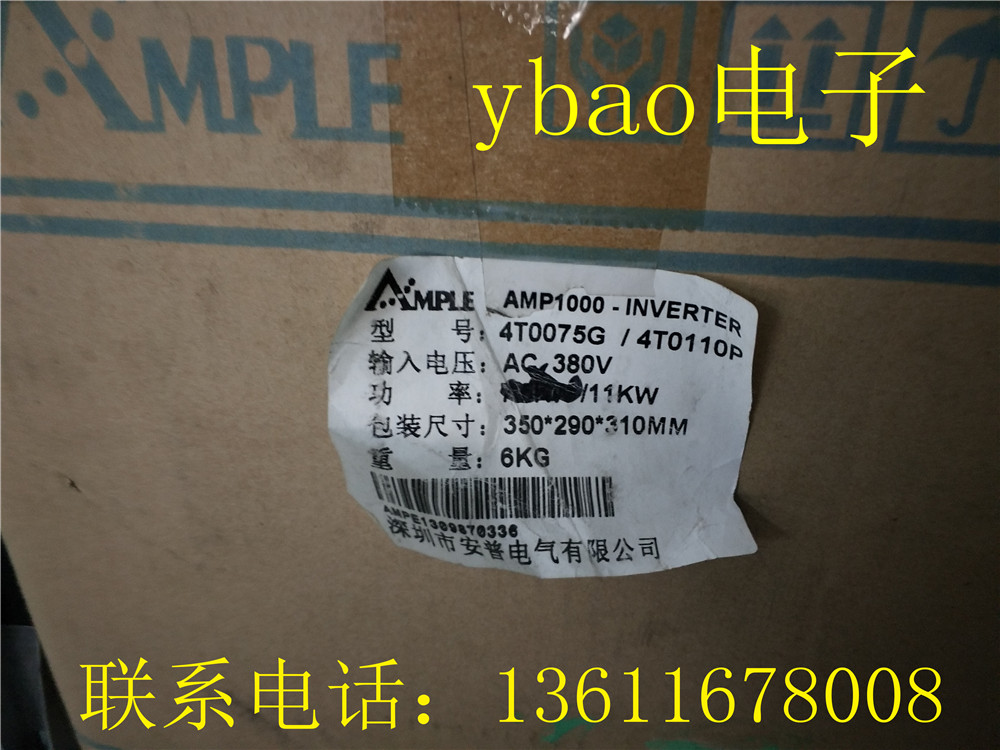 AMPLE
ybao电子
AMPLE AMP1000 - INVERTER
型 号: 4T0075G / 4T0110P
输入电压: AC 380V
功 率: /11KW
包装尺寸: 350*290*310MM
重 量: 6KG
AMPE1309870336
深圳市安普电气有限公司
联系电话: 13611678008